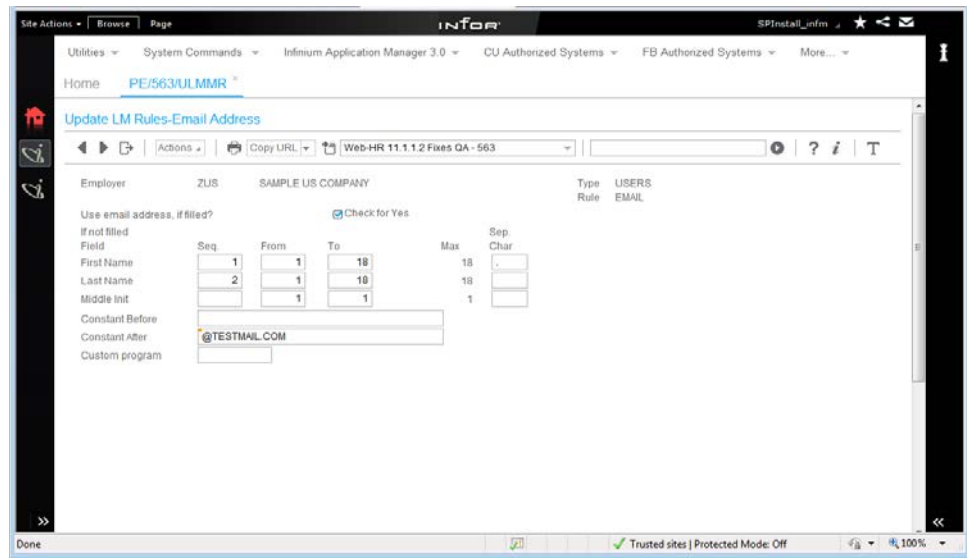 Site Actions Browse Page infor SPInstall_infm
Utilities System Commands Infinium Application Manager 3.0 CU Authorized Systems FB Authorized Systems More...
Home PE/563/ULMMR ×
Update LM Rules-Email Address
Actions Copy URL Web-HR 11.1.1.2 Fixes QA - 563 ? i T
Employer ZUS SAMPLE US COMPANY Type USERS
Rule EMAIL
Use email address, if filled? Check for Yes
If not filled Sep.
Field Seq. From To Max Char
First Name 1 1 18 18 .
Last Name 2 1 18 18
Middle Init 1 1 1
Constant Before
Constant After @TESTMAIL.COM
Custom program
» «
Done Trusted sites | Protected Mode: Off 100%